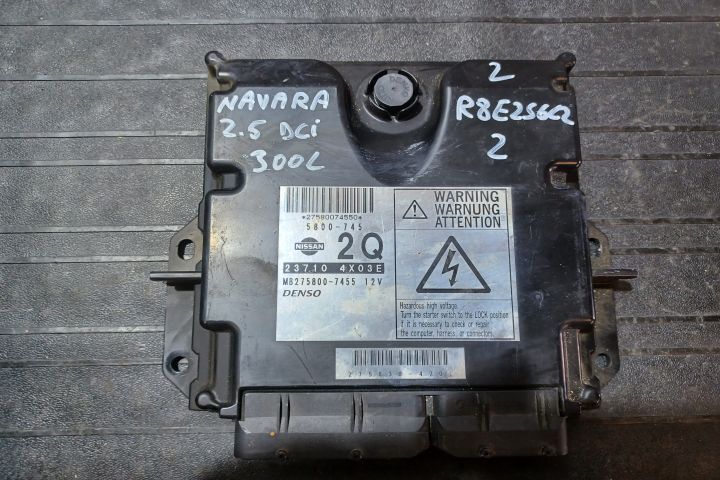 NAVARA
2.5 DCi
300L
2
R8E256C2
2
*27580074550*
5800-745
NISSAN
2Q
23710 4X03E
MB275800-7455 12V
DENSO
WARNING
WARNUNG
ATTENTION
Hazardous high voltage.
Turn the starter switch to the LOCK position
if it is necessary to check or repair
the computer, harness, or connectors.